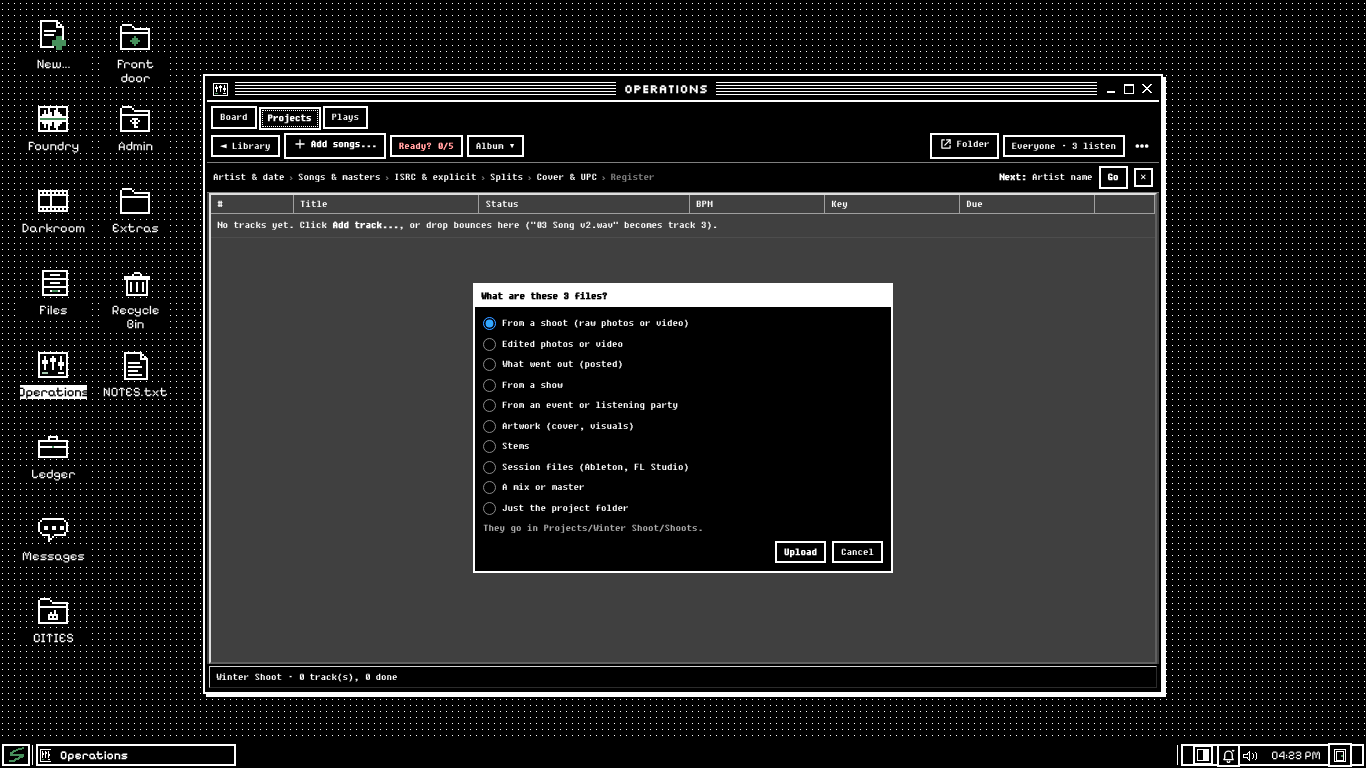 New...
Front door
Foundry
Admin
Darkroom
Extras
Files
Recycle Bin
Operations
NOTES.txt
Ledger
Messages
CITIES
OPERATIONS
Board
Projects
Plays
◄ Library
+ Add songs...
Ready? 0/5
Album ▾
Folder
Everyone · 3 listen
•••
Artist & date › Songs & masters › ISRC & explicit › Splits › Cover & UPC › Register
Next: Artist name
Go
×
# Title Status BPM Key Due
No tracks yet. Click Add track..., or drop bounces here ("03 Song v2.wav" becomes track 3).
What are these 3 files?
From a shoot (raw photos or video)
Edited photos or video
What went out (posted)
From a show
From an event or listening party
Artwork (cover, visuals)
Stems
Session files (Ableton, FL Studio)
A mix or master
Just the project folder
They go in Projects/Winter Shoot/Shoots.
Upload
Cancel
Winter Shoot · 0 track(s), 0 done
Operations
04:23 PM